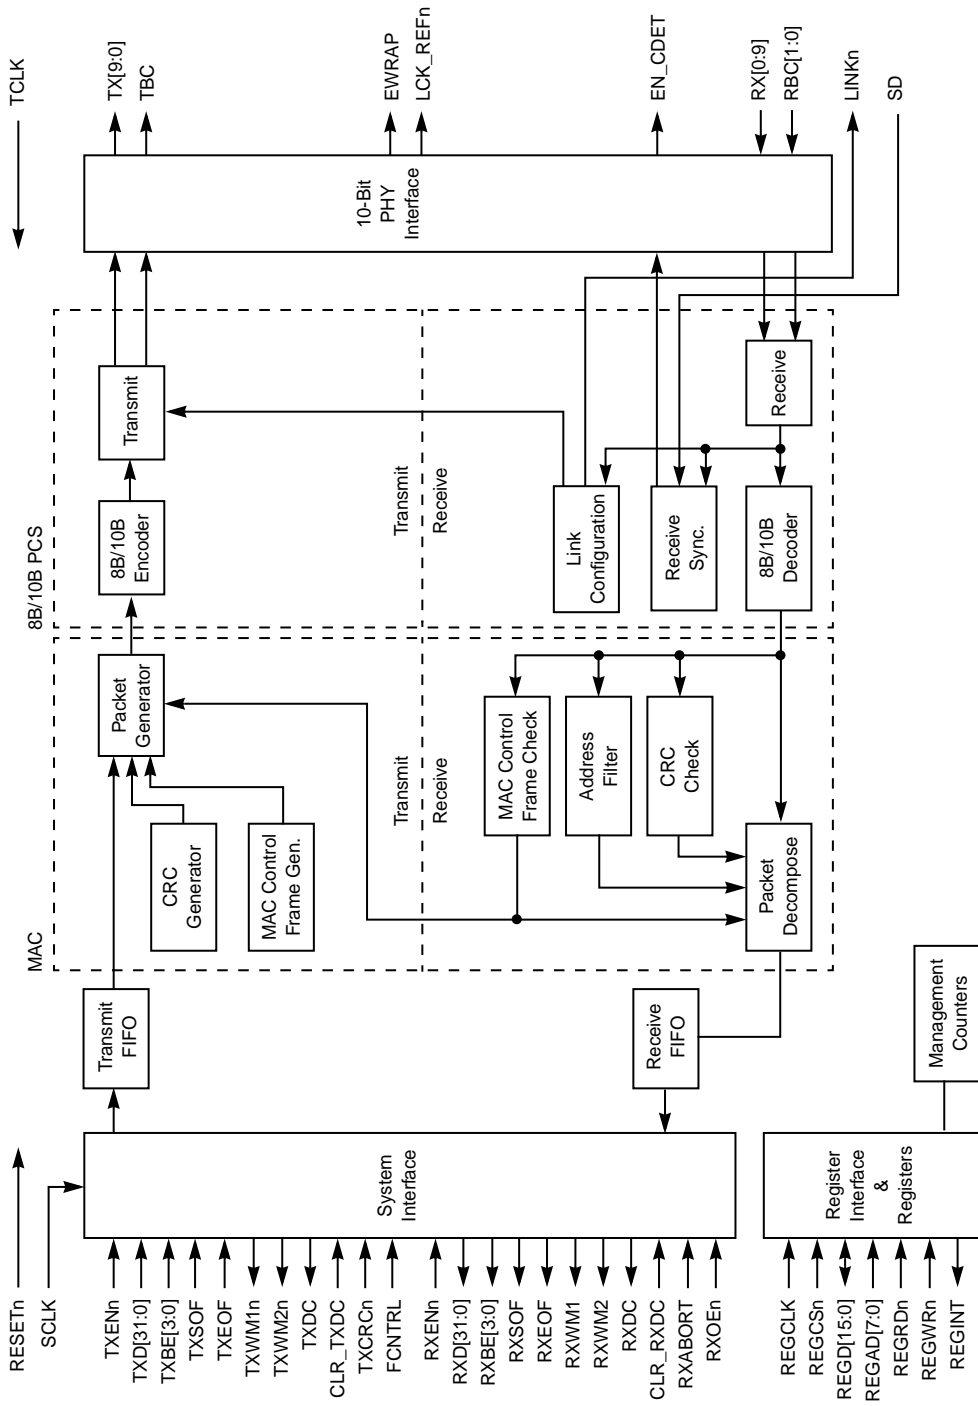 RESETn
SCLK
TXENn
TXD[31:0]
TXBE[3:0]
TXSOF
TXEOF
TXWM1n
TXWM2n
TXDC
CLR_TXDC
TXCRCn
FCNTRL
RXENn
RXD[31:0]
RXBE[3:0]
RXSOF
RXEOF
RXWM1
RXWM2
RXDC
CLR_RXDC
RXABORT
RXOEn
REGCLK
REGCSn
REGD[15:0]
REGAD[7:0]
REGRDn
REGWRn
REGINT
System
Interface
Register
Interface
&
Registers
Management
Counters
Transmit
FIFO
Receive
FIFO
MAC
CRC
Generator
MAC Control
Frame Gen.
Packet
Generator
Transmit
Receive
MAC Control
Frame Check
Address
Filter
CRC
Check
Packet
Decompose
8B/10B PCS
8B/10B
Encoder
Transmit
Transmit
Receive
Link
Configuration
Receive
Sync.
8B/10B
Decoder
Receive
10-Bit
PHY
Interface
TCLK
TX[9:0]
TBC
EWRAP
LCK_REFn
EN_CDET
RX[0:9]
RBC[1:0]
LINKn
SD